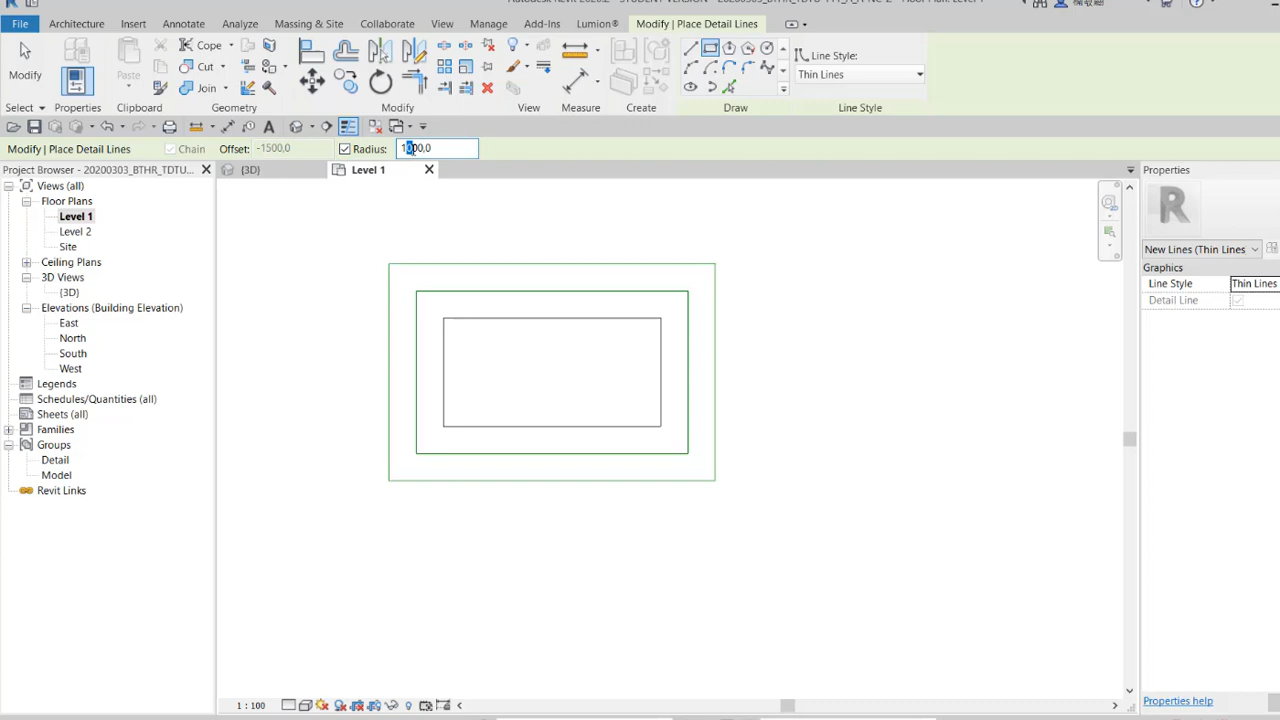 File Architecture Insert Annotate Analyze Massing & Site Collaborate View Manage Add-Ins Lumion® Modify | Place Detail Lines
Modify
Paste
Cope
Cut
Join
Line Style:
Thin Lines
Select Properties Clipboard Geometry Modify View Measure Create Draw Line Style
Modify | Place Detail Lines Chain Offset: -1500,0 Radius: 1000,0
Project Browser - 20200303_BTHR_TDTU...
{3D}
Level 1
Properties
Views (all)
Floor Plans
Level 1
Level 2
Site
Ceiling Plans
3D Views
{3D}
Elevations (Building Elevation)
East
North
South
West
Legends
Schedules/Quantities (all)
Sheets (all)
Families
Groups
Detail
Model
Revit Links
New Lines (Thin Lines
Graphics
Line Style Thin Lines
Detail Line
Properties help
1 : 100